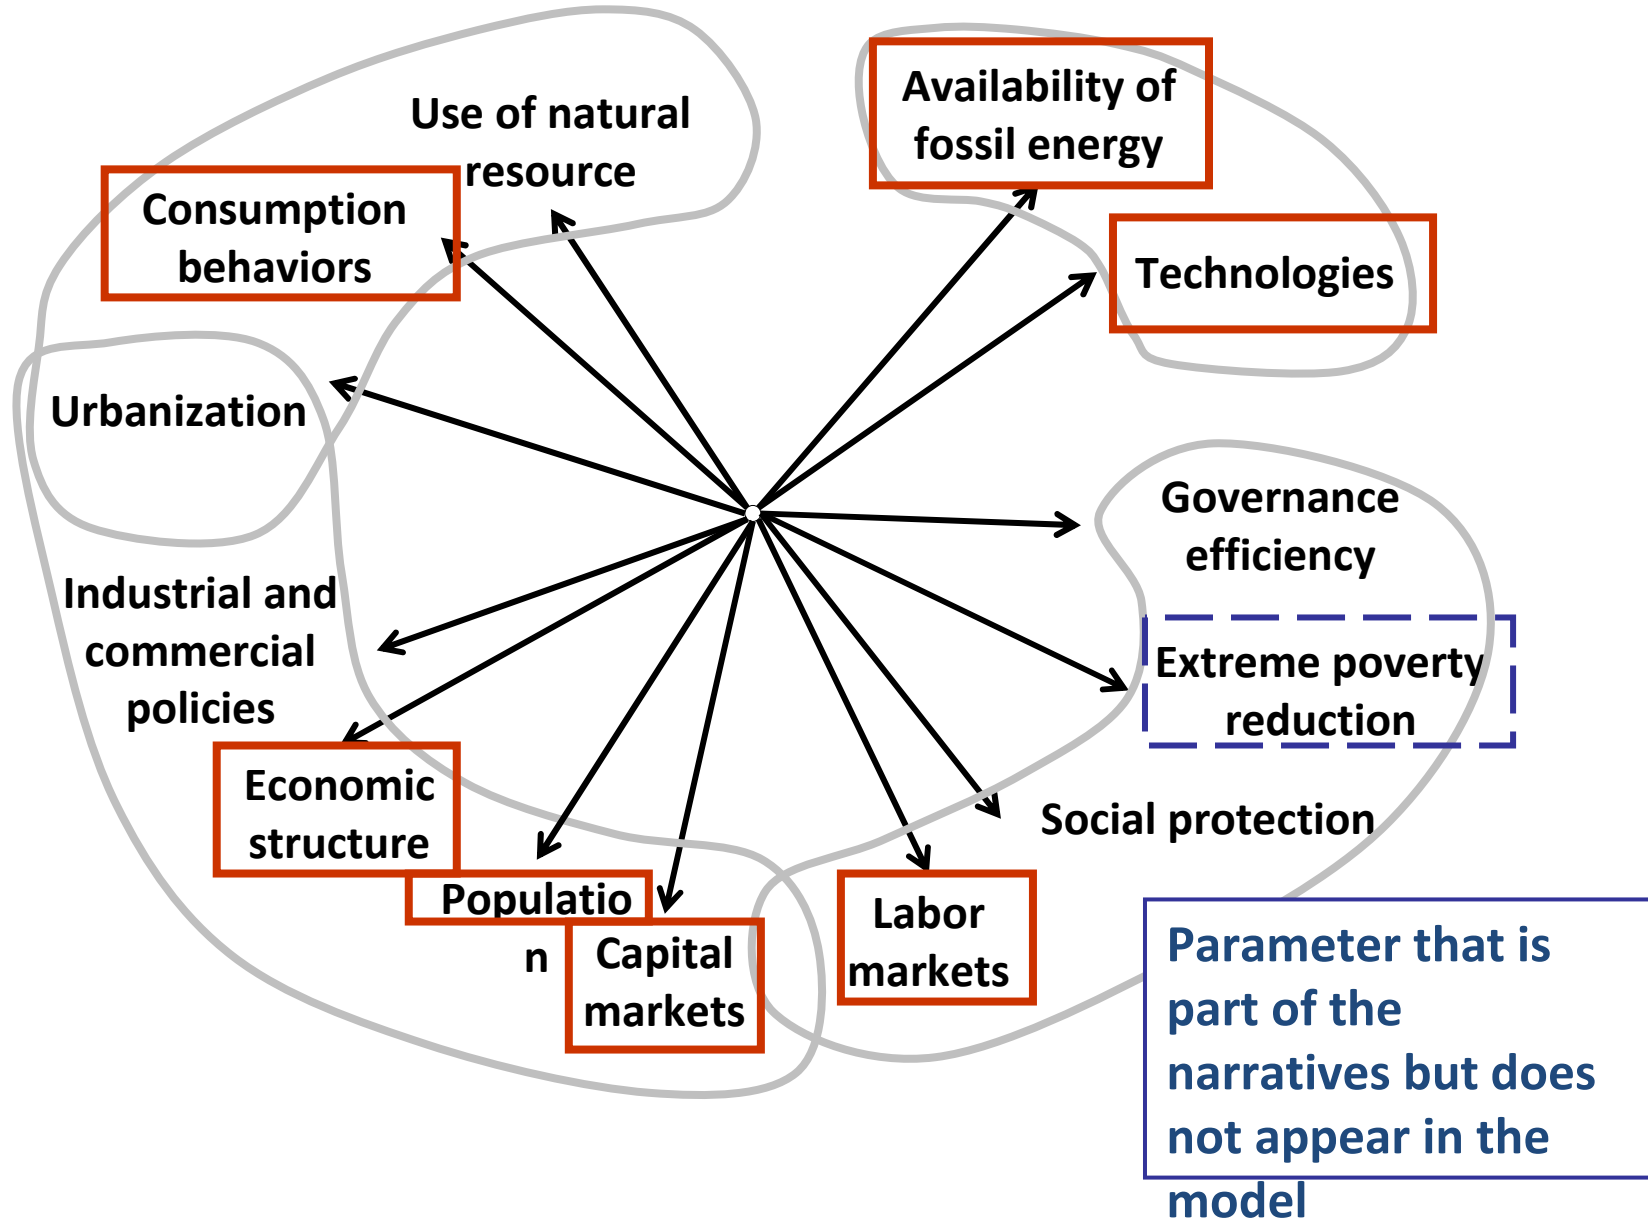 Use of natural
resource
Availability of
fossil energy
Consumption
behaviors
Technologies
Urbanization
Governance
efficiency
Industrial and
commercial
policies
Extreme poverty
reduction
Economic
structure
Social protection
Populatio
n
Capital
markets
Labor
markets
Parameter that is
part of the
narratives but does
not appear in the
model